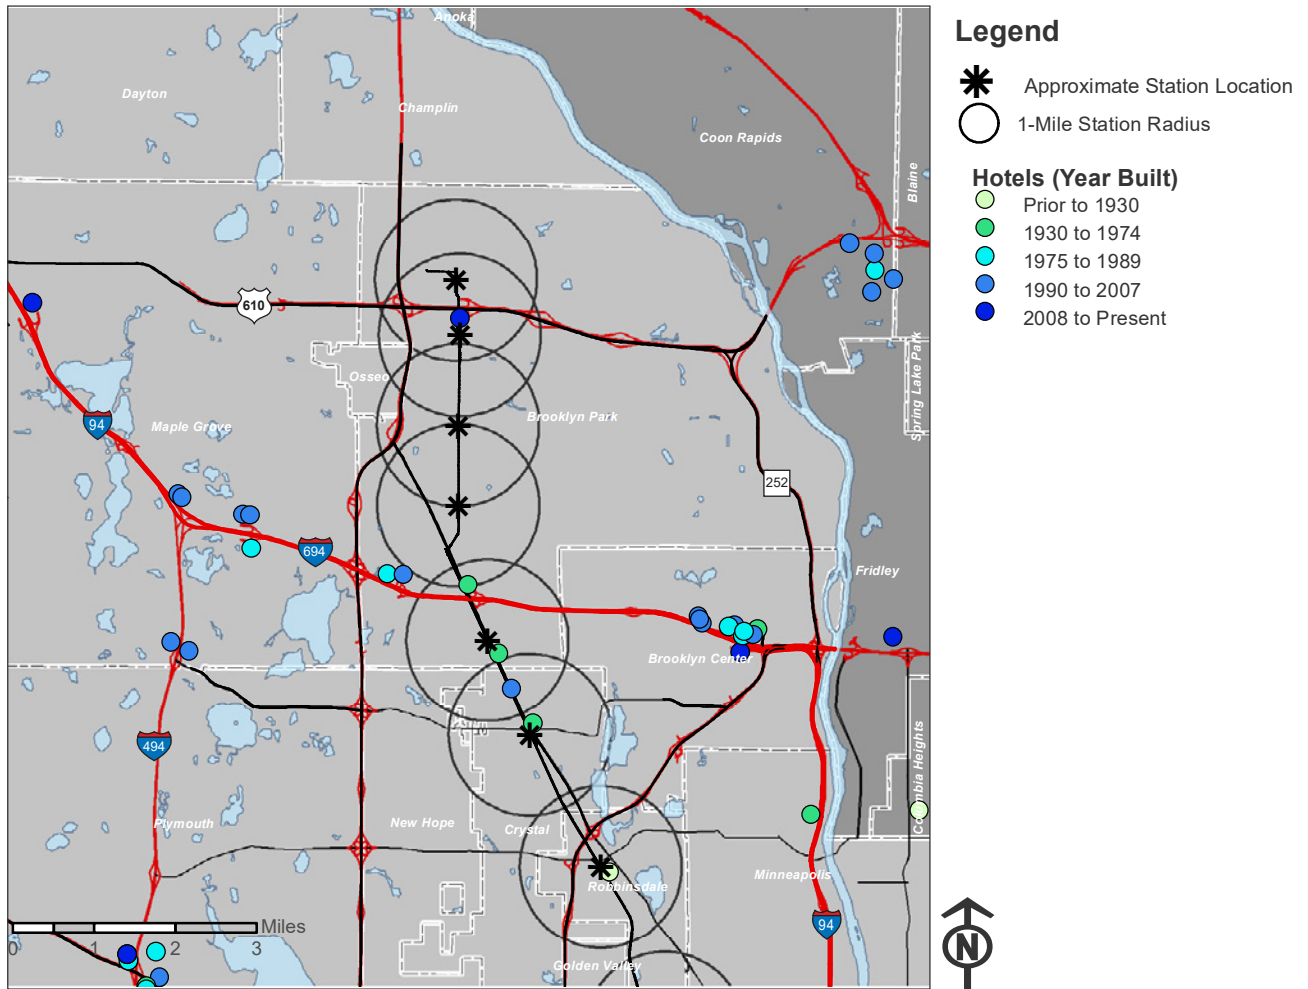 Anoka
Dayton
Champlin
Coon Rapids
Blaine
610
Osseo
Spring Lake Park
94
Maple Grove
Brooklyn Park
252
694
Fridley
Brooklyn Center
494
Columbia Heights
Plymouth
New Hope
Crystal
Minneapolis
Robbinsdale
94
Golden Valley
Miles
0 1 2 3
Legend
Approximate Station Location
1-Mile Station Radius
Hotels (Year Built)
Prior to 1930
1930 to 1974
1975 to 1989
1990 to 2007
2008 to Present
N